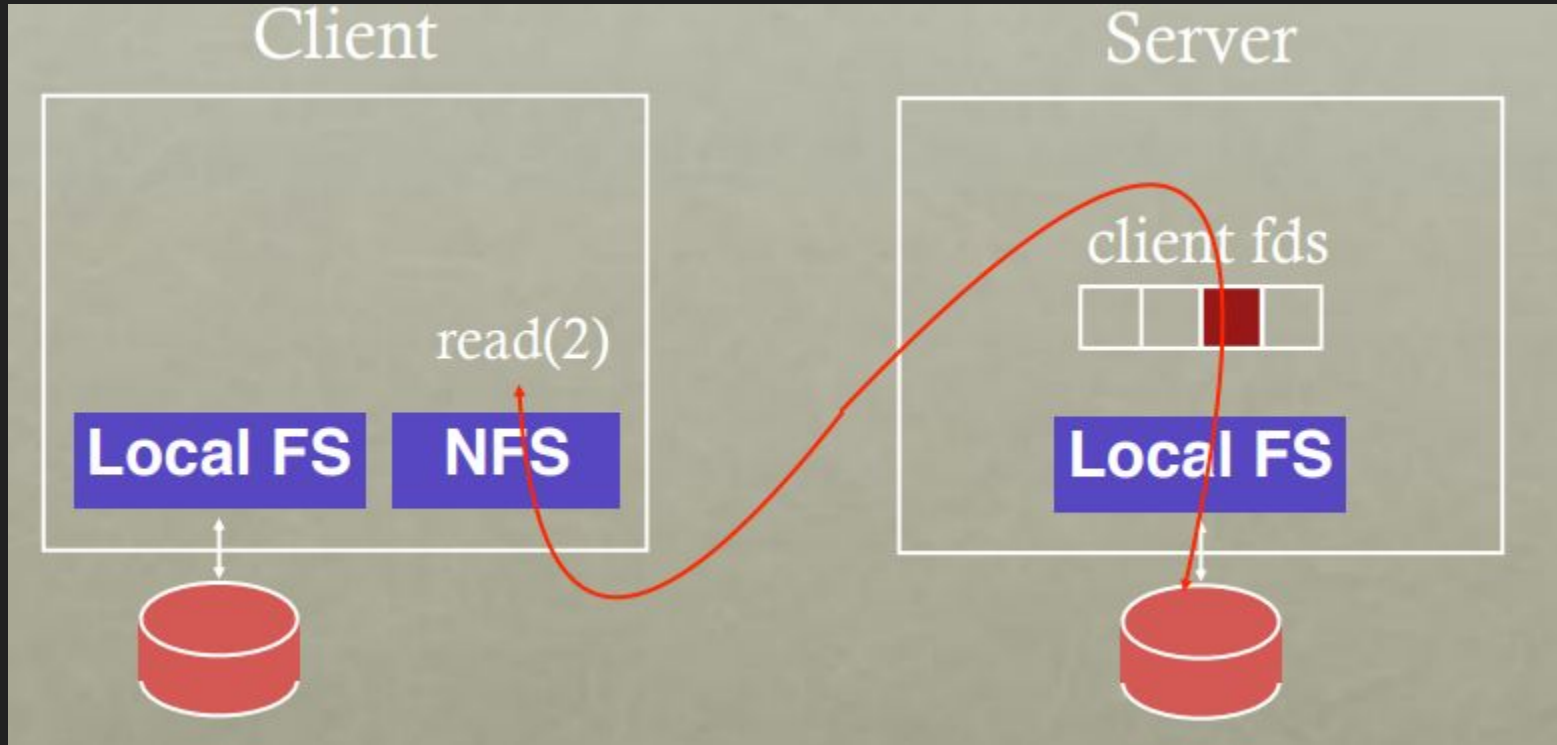 Client
Server
client fds
read(2)
Local FS
NFS
Local FS